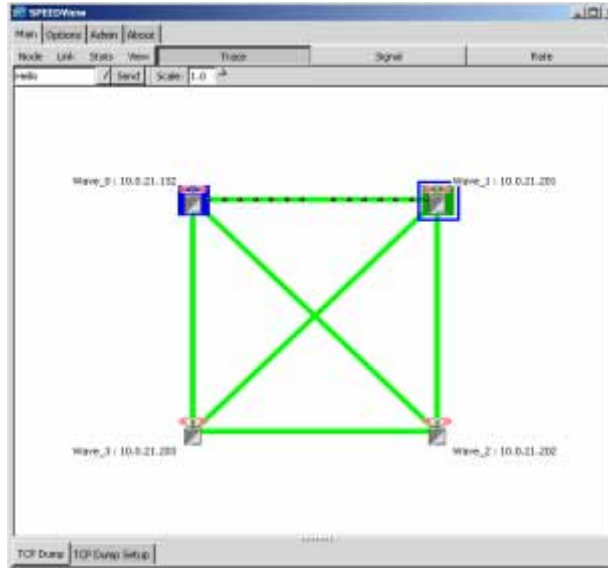 SPEEDView
Main Options Admin About
Node Link Stats View Trace Signal Rate
Hello / Send Scale: 1.0
Wave_0 : 10.0.21.132 Wave_1 : 10.0.21.201
Wave_3 : 10.0.21.203 Wave_2 : 10.0.21.202
TCP Dump TCP Dump Setup